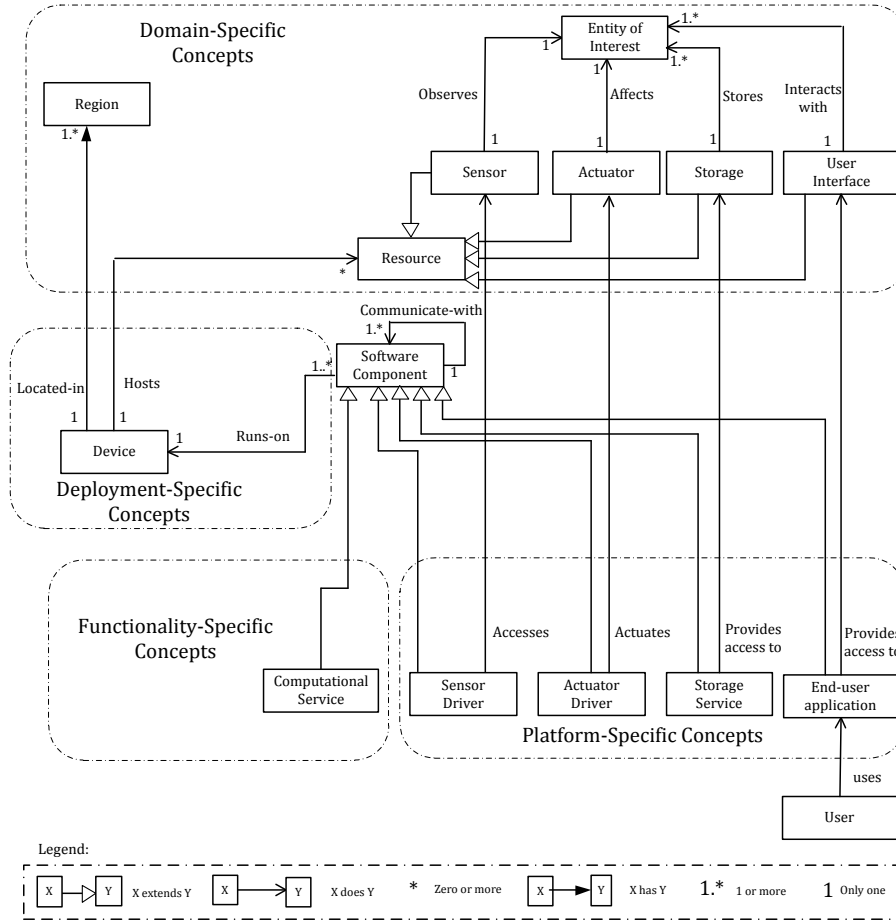 Domain-Specific
Concepts
Entity of
Interest
1
1
1.*
1.*
Region
1.*
Observes
Affects
Stores
Interacts
with
1
1
1
1
Sensor
Actuator
Storage
User
Interface
Resource
*
Communicate-with
1.*
Software
Component
1
1..*
Located-in
Hosts
1
1
1
Runs-on
Device
Deployment-Specific
Concepts
Functionality-Specific
Concepts
Computational
Service
Accesses
Actuates
Provides
access to
Provides
access to
Sensor
Driver
Actuator
Driver
Storage
Service
End-user
application
Platform-Specific Concepts
uses
User
Legend:
X
Y
X extends Y
X
Y
X does Y
*
Zero or more
X
Y
X has Y
1.*
1 or more
1
Only one